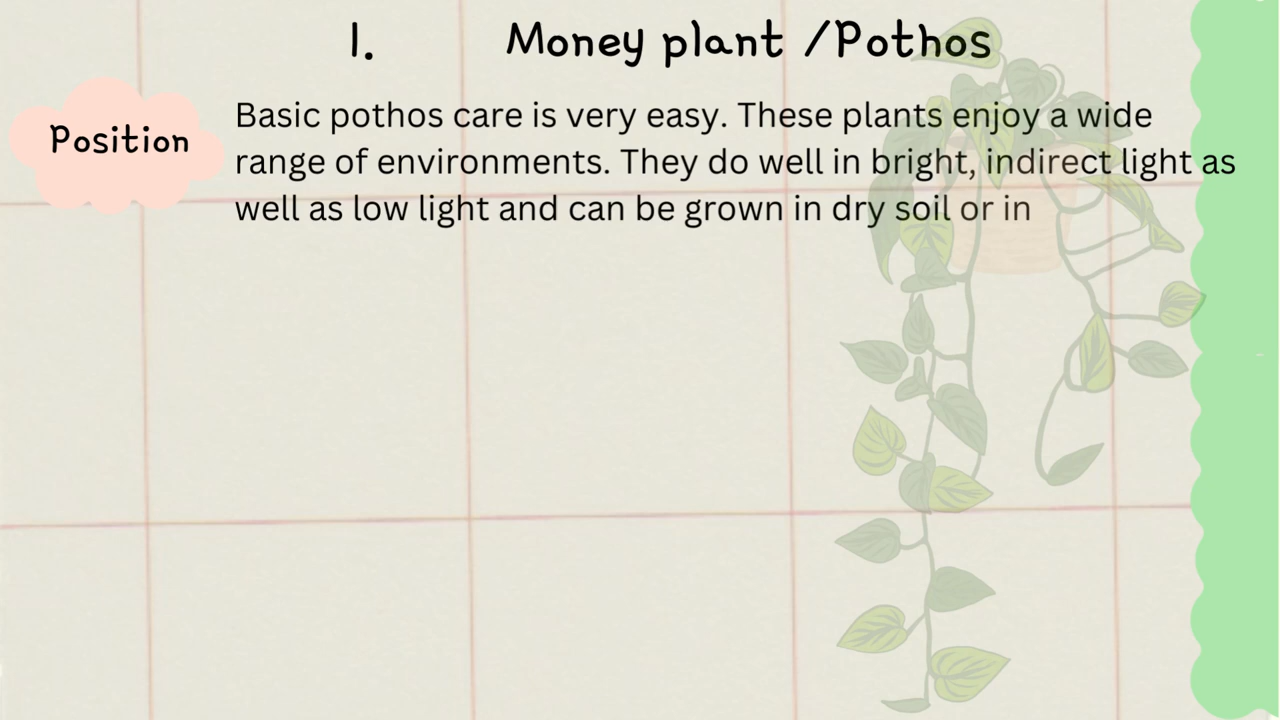 1. Money plant /Pothos
Position
Basic pothos care is very easy. These plants enjoy a wide
range of environments. They do well in bright, indirect light as
well as low light and can be grown in dry soil or in